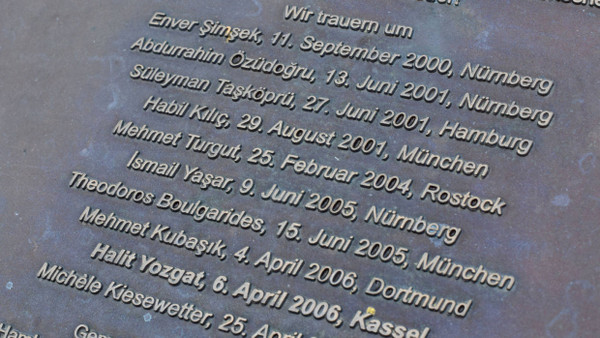 Wir trauern um
Enver Şimşek, 11. September 2000, Nürnberg
Abdurrahim Özüdoğru, 13. Juni 2001, Nürnberg
Süleyman Taşköprü, 27. Juni 2001, Hamburg
Habil Kılıç, 29. August 2001, München
Mehmet Turgut, 25. Februar 2004, Rostock
İsmail Yaşar, 9. Juni 2005, Nürnberg
Theodoros Boulgarides, 15. Juni 2005, München
Mehmet Kubaşık, 4. April 2006, Dortmund
Halit Yozgat, 6. April 2006, Kassel
Michèle Kiesewetter, 25. April